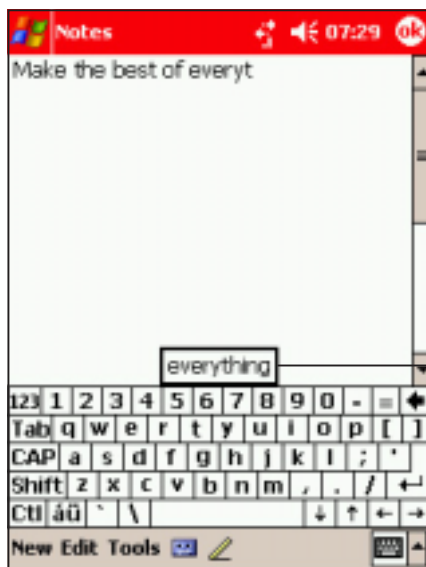 Notes 07:29 ok
Make the best of everyt
everything
123 1 2 3 4 5 6 7 8 9 0 - =
Tab q w e r t y u i o p [ ]
CAP a s d f g h j k l ; '
Shift z x c v b n m , . /
Ctl áü ` \
New Edit Tools